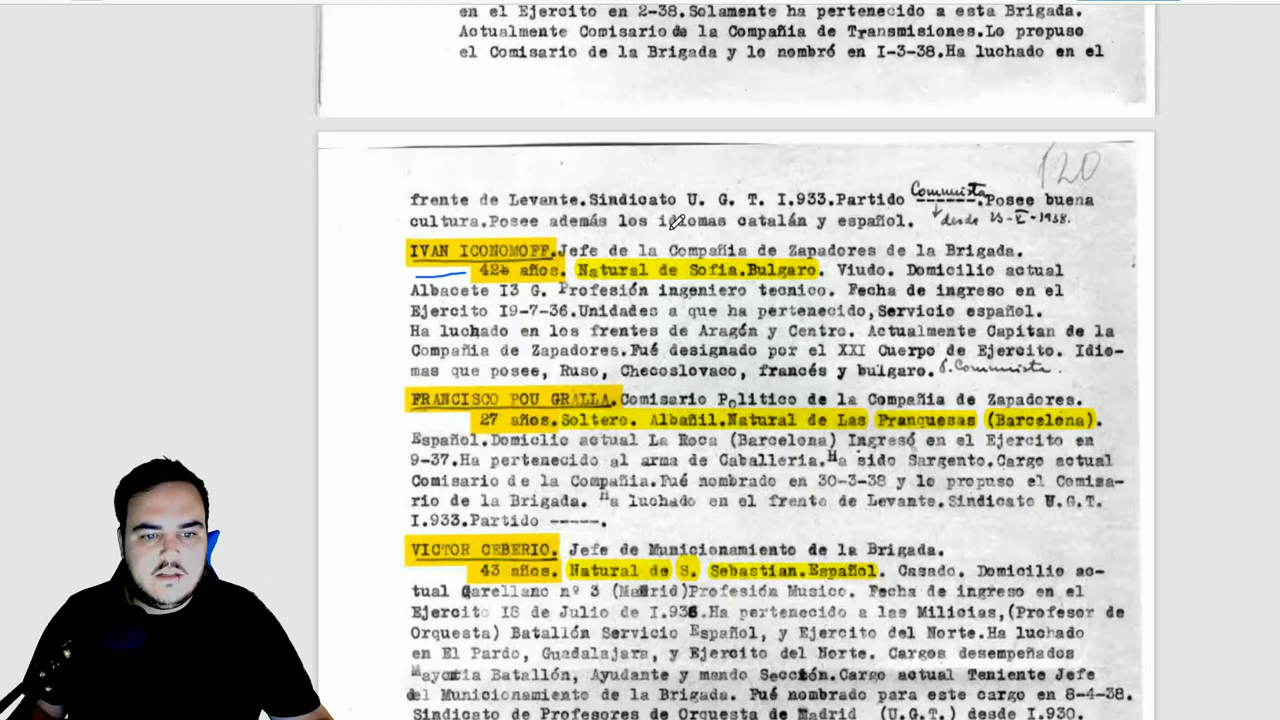 en el Ejercito en 2-38.Solamente ha pertenecido a esta Brigada.
Actualmente Comisario de la Compañia de Transmisiones.Lo propuso
el Comisario de la Brigada y le nombró en I-3-38.Ha luchado en el
120
frente de Levante.Sindicato U. G. T. I.933.Partido ------.Posee buena
Communista
cultura.Posee además los idiomas catalán y español.
desde 13-V-1938.
IVAN ICONOMOFF.Jefe de la Compañia de Zapadores de la Brigada.
42 años. Natural de Sofia.Bulgaro. Viudo. Domicilio actual
Albacete I3 G. Profesión ingeniero tecnico. Fecha de ingreso en el
Ejercito I9-7-36.Unidades a que ha pertenecido,Servicio español.
Ha luchado en los frentes de Aragón y Centro. Actualmente Capitan de la
Compañia de Zapadores.Fué designado por el XXI Cuerpo de Ejercito. Idio-
mas que posee, Ruso, Checoslovaco, francés y bulgaro. P. Communista.
FRANCISCO POU GRALLA.Comisario Politico de la Compañia de Zapadores.
27 años.Soltero. Albañil.Natural de Las Franquesas (Barcelona).
Español.Domiclio actual La Roca (Barcelona) Ingresó en el Ejercito en
9-37.Ha pertenecido al arma de Caballeria.Ha sido Sargento.Cargo actual
Comisario de la Compañia.Fué nombrado en 30-3-38 y lo propuso el Comisa-
rio de la Brigada. Ha luchado en el frente de Levante.Sindicato U.G.T.
I.933.Partido -----.
VICTOR CEBERIO. Jefe de Municionamiento de la Brigada.
43 años. Natural de S. Sebastian.Español. Casado. Domicilio ac-
tual Garellano nº 3 (Madrid)Profesión Musico. Fecha de ingreso en el
Ejercito 18 de Julio de I.936.Ha pertenecido a las Milicias,(Profesor de
Orquesta) Batallón Servicio Español, y Ejercito del Norte.Ha luchado
en El Pardo, Guadalajara, y Ejercito del Norte. Cargos desempeñados
Mayoria Batallón, Ayudante y mando Sección.Cargo actual Teniente Jefe
del Municionamiento de la Brigada. Fué nombrado para este cargo en 8-4-38.
Sindicato de Profesores de Orquesta de Madrid (U.G.T.) desde I.930.